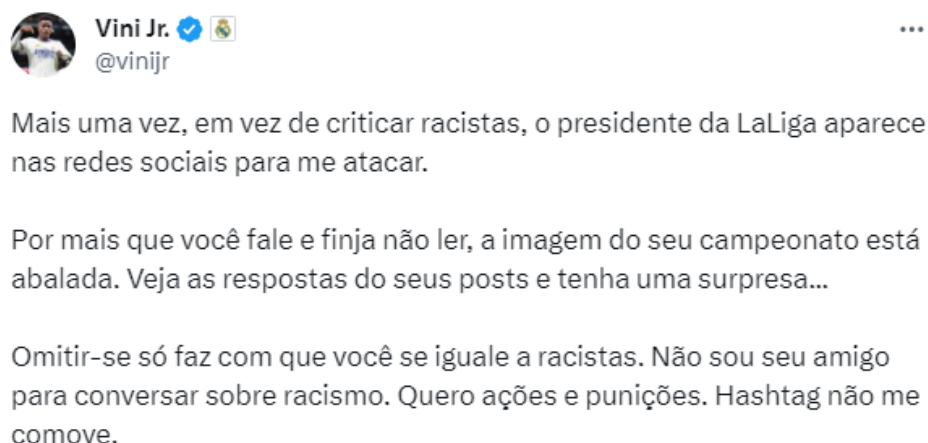 Vini Jr.
@vinijr
Mais uma vez, em vez de criticar racistas, o presidente da LaLiga aparece
nas redes sociais para me atacar.
Por mais que você fale e finja não ler, a imagem do seu campeonato está
abalada. Veja as respostas do seus posts e tenha uma surpresa...
Omitir-se só faz com que você se iguale a racistas. Não sou seu amigo
para conversar sobre racismo. Quero ações e punições. Hashtag não me
comove.